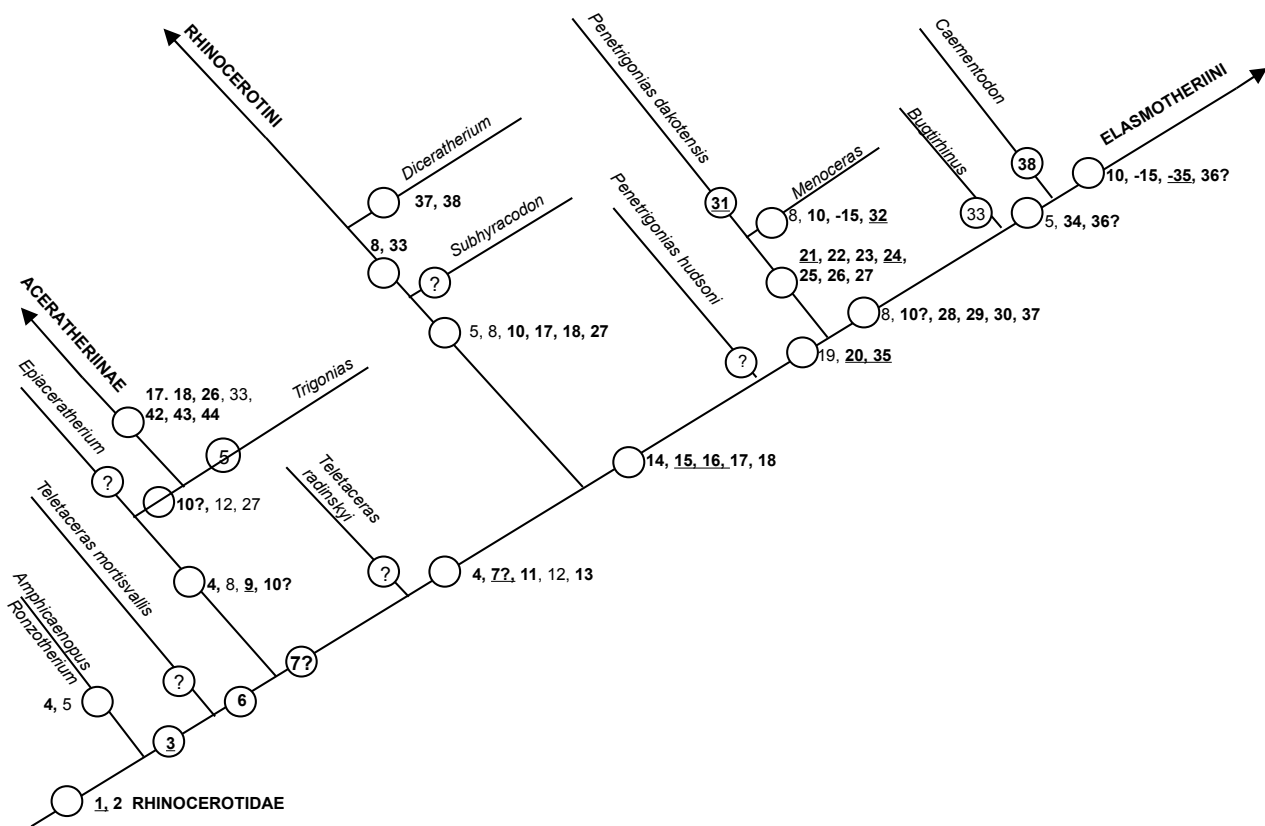 RHINOCEROTINI
Penetrigonias dakotensis
Caementodon
ELASMOTHERIINI
Diceratherium
37, 38
Bugtirhinus
38
10, -15, -35, 36?
Menoceras
31
8, 10, -15, 32
33
5, 34, 36?
8, 33
Subhyracodon
?
Penetrigonias hudsoni
21, 22, 23, 24,
25, 26, 27
8, 10?, 28, 29, 30, 37
ACERATHERIINAE
5, 8, 10, 17, 18, 27
?
19, 20, 35
Epiaceratherium
17. 18, 26, 33,
42, 43, 44
Trigonias
5
?
10?, 12, 27
14, 15, 16, 17, 18
Teletaceras
radinskyi
Teletaceras mortisvallis
4, 8, 9, 10?
?
4, 7?, 11, 12, 13
Amphicaenopus
Ronzotherium
?
7?
4, 5
6
3
1, 2 RHINOCEROTIDAE